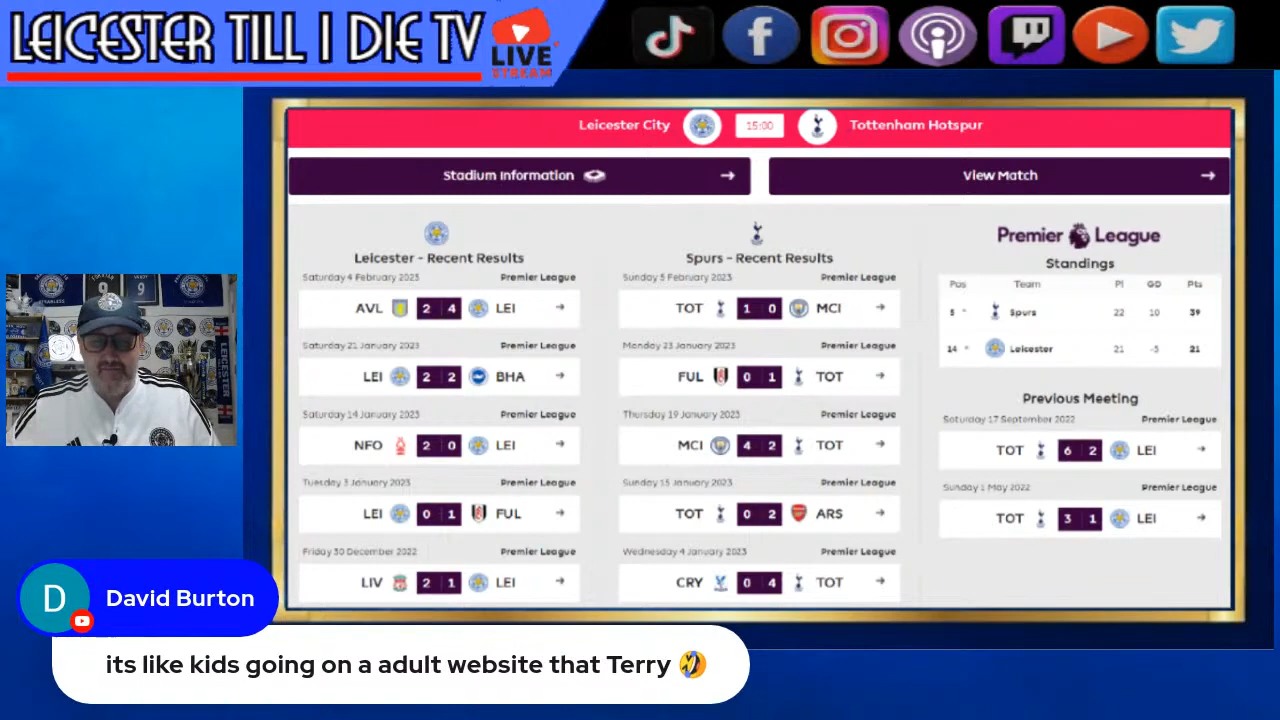 LEICESTER TILL I DIE TV
LIVE
STREAM
Leicester City 15:00 Tottenham Hotspur
Stadium Information →
View Match →
Leicester - Recent Results
Saturday 4 February 2023 Premier League
AVL 2 4 LEI →
Saturday 21 January 2023 Premier League
LEI 2 2 BHA →
Saturday 14 January 2023 Premier League
NFO 2 0 LEI →
Tuesday 3 January 2023 Premier League
LEI 0 1 FUL →
Friday 30 December 2022 Premier League
LIV 2 1 LEI →
Spurs - Recent Results
Sunday 5 February 2023 Premier League
TOT 1 0 MCI →
Monday 23 January 2023 Premier League
FUL 0 1 TOT →
Thursday 19 January 2023 Premier League
MCI 4 2 TOT →
Sunday 15 January 2023 Premier League
TOT 0 2 ARS →
Wednesday 4 January 2023 Premier League
CRY 0 4 TOT →
Premier League
Standings
Pos Team Pl GD Pts
5 Spurs 22 10 39
14 Leicester 21 -5 21
Previous Meeting
Saturday 17 September 2022 Premier League
TOT 6 2 LEI →
Sunday 1 May 2022 Premier League
TOT 3 1 LEI →
9 9
LEICESTER
D David Burton
its like kids going on a adult website that Terry 🤣